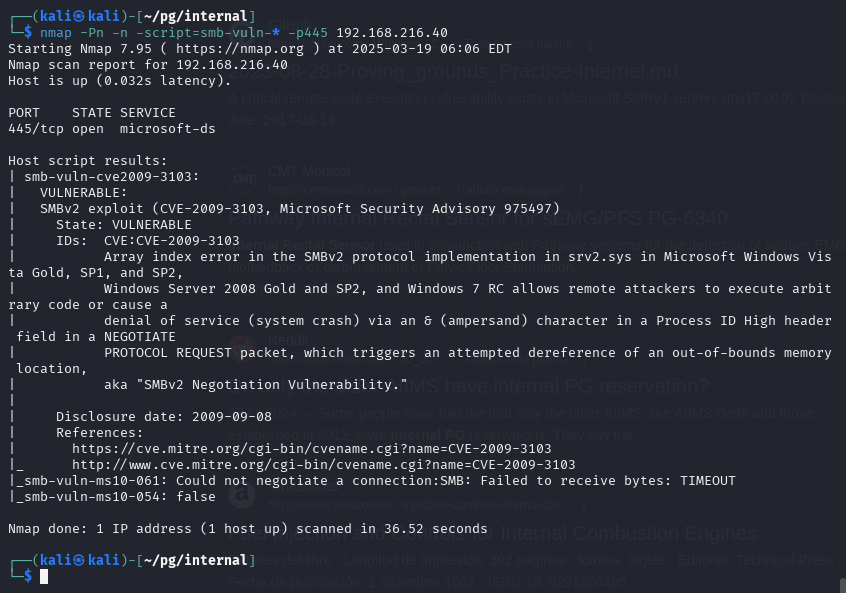 ┌──(kali㉿kali)-[~/pg/internal]
└─$ nmap -Pn -n -script=smb-vuln-* -p445 192.168.216.40
Starting Nmap 7.95 ( https://nmap.org ) at 2025-03-19 06:06 EDT
Nmap scan report for 192.168.216.40
Host is up (0.032s latency).

PORT    STATE SERVICE
445/tcp open  microsoft-ds

Host script results:
| smb-vuln-cve2009-3103:
|   VULNERABLE:
|   SMBv2 exploit (CVE-2009-3103, Microsoft Security Advisory 975497)
|     State: VULNERABLE
|     IDs:  CVE:CVE-2009-3103
|           Array index error in the SMBv2 protocol implementation in srv2.sys in Microsoft Windows Vis
ta Gold, SP1, and SP2,
|           Windows Server 2008 Gold and SP2, and Windows 7 RC allows remote attackers to execute arbit
rary code or cause a
|           denial of service (system crash) via an & (ampersand) character in a Process ID High header
 field in a NEGOTIATE
|           PROTOCOL REQUEST packet, which triggers an attempted dereference of an out-of-bounds memory
 location,
|           aka "SMBv2 Negotiation Vulnerability."
|
|     Disclosure date: 2009-09-08
|     References:
|       https://cve.mitre.org/cgi-bin/cvename.cgi?name=CVE-2009-3103
|_      http://www.cve.mitre.org/cgi-bin/cvename.cgi?name=CVE-2009-3103
|_smb-vuln-ms10-061: Could not negotiate a connection:SMB: Failed to receive bytes: TIMEOUT
|_smb-vuln-ms10-054: false

Nmap done: 1 IP address (1 host up) scanned in 36.52 seconds

┌──(kali㉿kali)-[~/pg/internal]
└─$